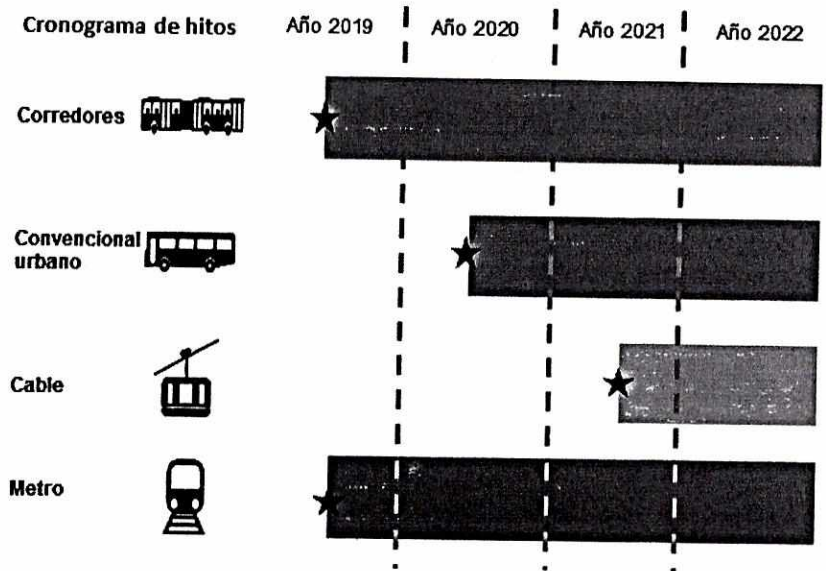 Cronograma de hitos
Año 2019
Año 2020
Año 2021
Año 2022
Corredores
Convencional
urbano
Cable
Metro